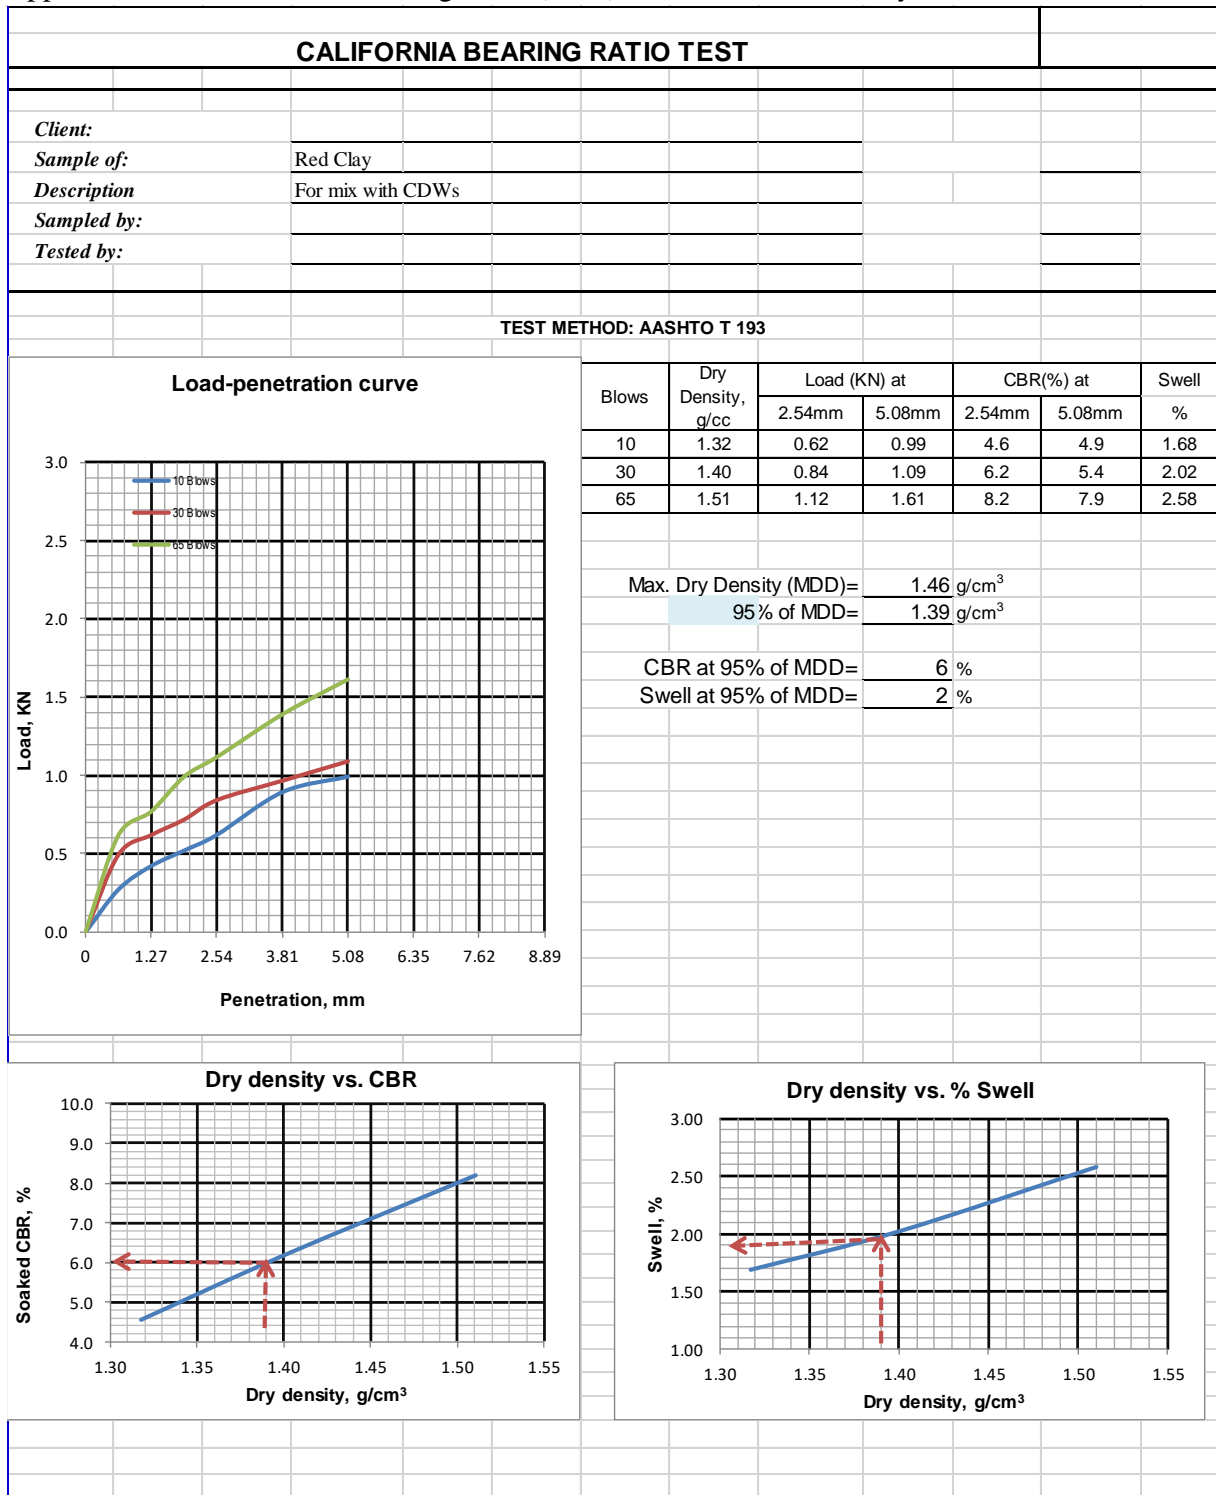 CALIFORNIA BEARING RATIO TEST
Client:
Sample of: Red Clay
Description For mix with CDWs
Sampled by:
Tested by:
TEST METHOD: AASHTO T 193
Load-penetration curve
3.0
2.5
2.0
1.5
1.0
0.5
0.0
Load, KN
10 Blows
30 Blows
65 Blows
0 1.27 2.54 3.81 5.08 6.35 7.62 8.89
Penetration, mm
Blows Dry Density, g/cc Load (KN) at CBR(%) at Swell
2.54mm 5.08mm 2.54mm 5.08mm %
10 1.32 0.62 0.99 4.6 4.9 1.68
30 1.40 0.84 1.09 6.2 5.4 2.02
65 1.51 1.12 1.61 8.2 7.9 2.58
Max. Dry Density (MDD)= 1.46 g/cm³
95% of MDD= 1.39 g/cm³
CBR at 95% of MDD= 6 %
Swell at 95% of MDD= 2 %
Dry density vs. CBR
10.0
9.0
8.0
7.0
6.0
5.0
4.0
Soaked CBR, %
1.30 1.35 1.40 1.45 1.50 1.55
Dry density, g/cm³
Dry density vs. % Swell
3.00
2.50
2.00
1.50
1.00
Swell, %
1.30 1.35 1.40 1.45 1.50 1.55
Dry density, g/cm³